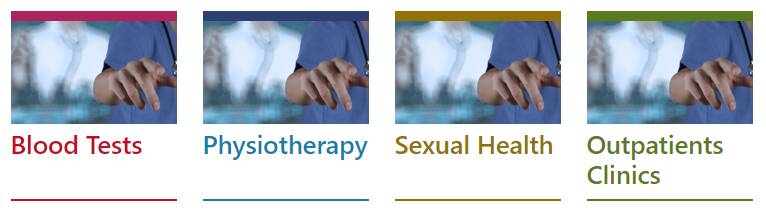 Blood Tests
Physiotherapy
Sexual Health
Outpatients
Clinics